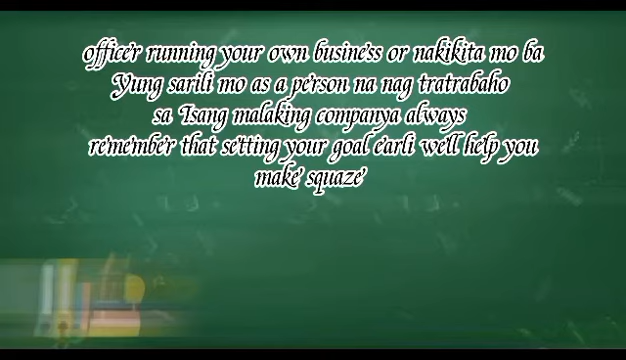 officer running your own business or nakikita mo ba
Yung sarili mo as a person na nag tratrabaho
sa Isang malaking companya always
remember that setting your goal earli well help you
make squaze